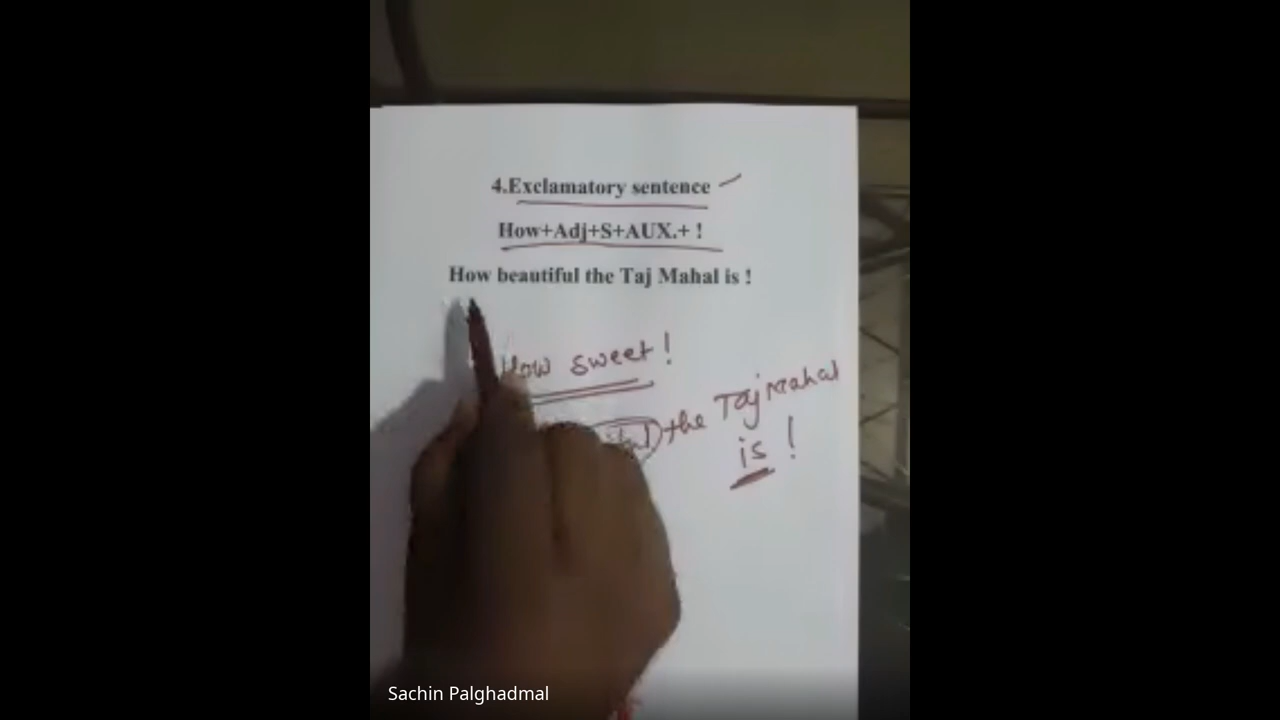 4.Exclamatory sentence
How+Adj+S+AUX.+ !
How beautiful the Taj Mahal is !
How sweet !
the Taj Mahal
is !
Sachin Palghadmal